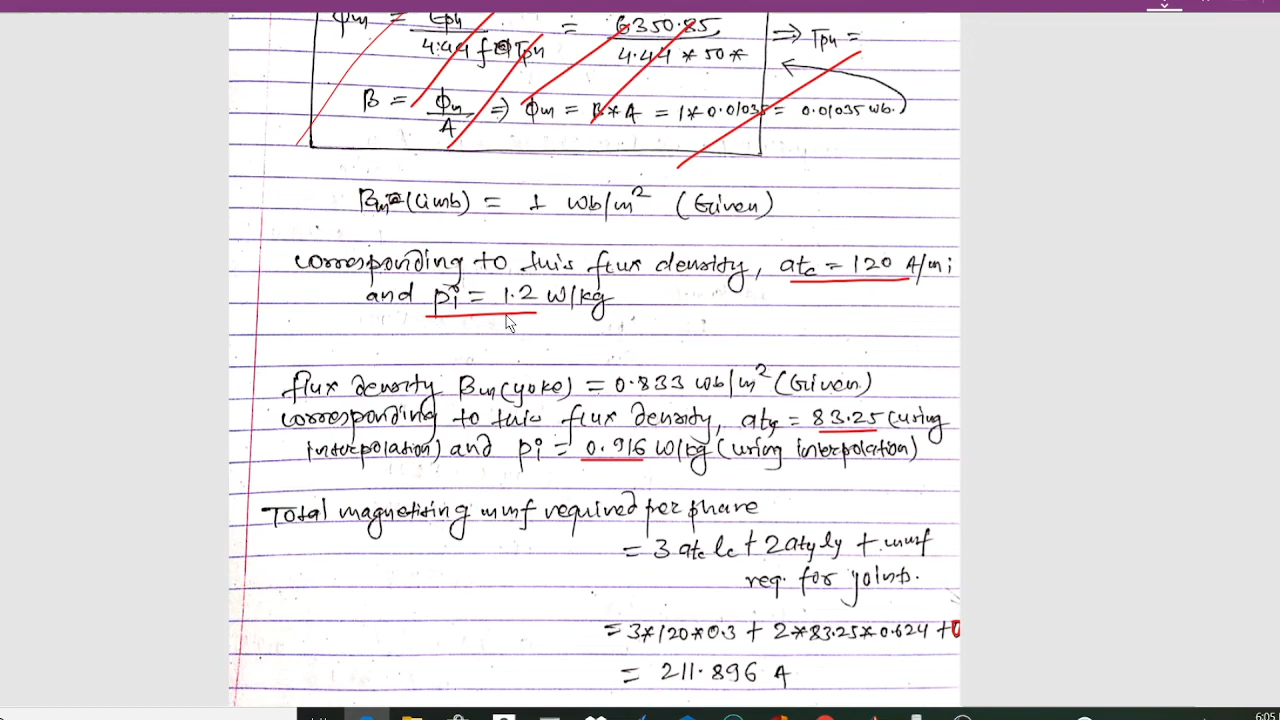 Φm = Eph / 4.44 f Tph = 6350.85 / 4.44 * 50 * ⇒ Tph =
B = Φm / A ⇒ Φm = B * A = 1 * 0.01035 = 0.01035 wb.
Bm (limb) = 1 wb/m² (Given)
corresponding to this flux density, atc = 120 A/m;
and pi = 1.2 W/kg
flux density Bm (yoke) = 0.833 wb/m² (Given)
corresponding to this flux density, aty = 83.25 (using
interpolation) and pi = 0.916 W/kg (using interpolation)
Total magnetising mmf required per phase
= 3 atc lc + 2 aty ly + mmf
req. for joints.
= 3*120*0.3 + 2*83.25*0.624 + 0
= 211.896 A
6:05